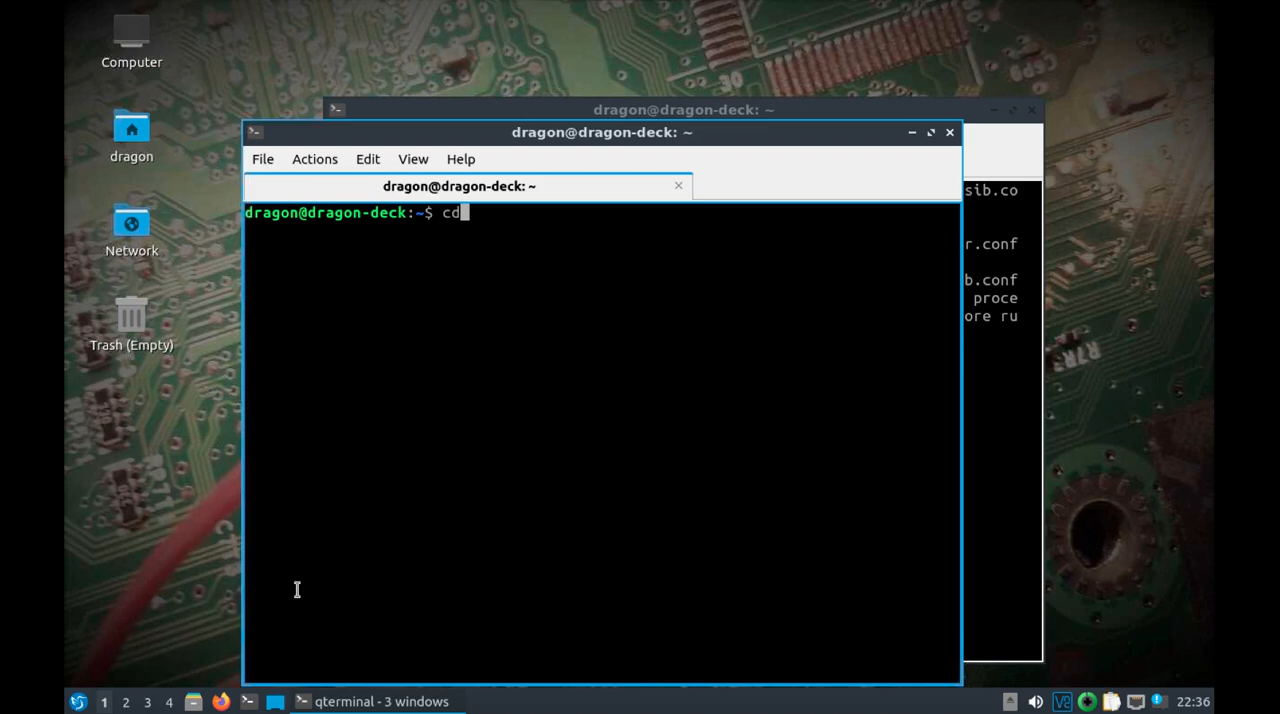 Computer
dragon
Network
Trash (Empty)
dragon@dragon-deck: ~
dragon@dragon-deck: ~
File Actions Edit View Help
dragon@dragon-deck: ~
dragon@dragon-deck:~$ cd
sib.co
r.conf
b.conf
proce
ore ru
30
R7R
1 2 3 4 qterminal - 3 windows 22:36